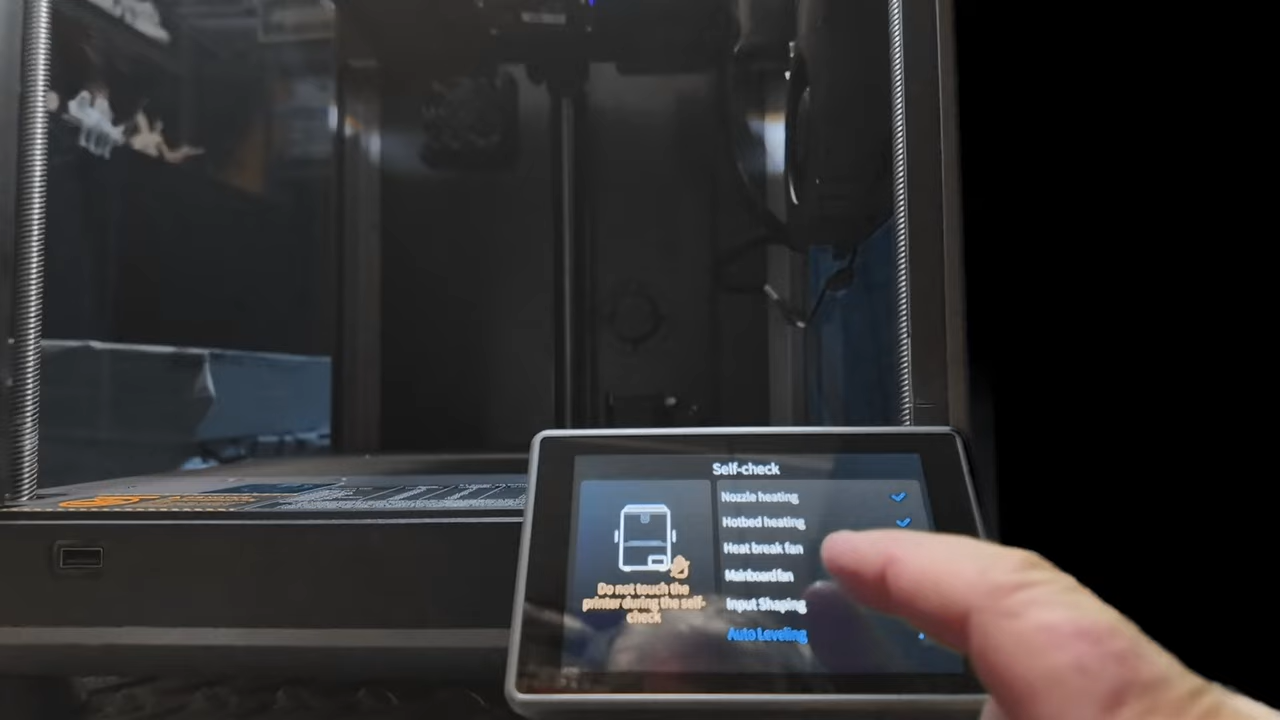 Self-check
Nozzle heating
Hotbed heating
Heat break fan
Mainboard fan
Input Shaping
Auto Leveling
Do not touch the
printer during the self-
check